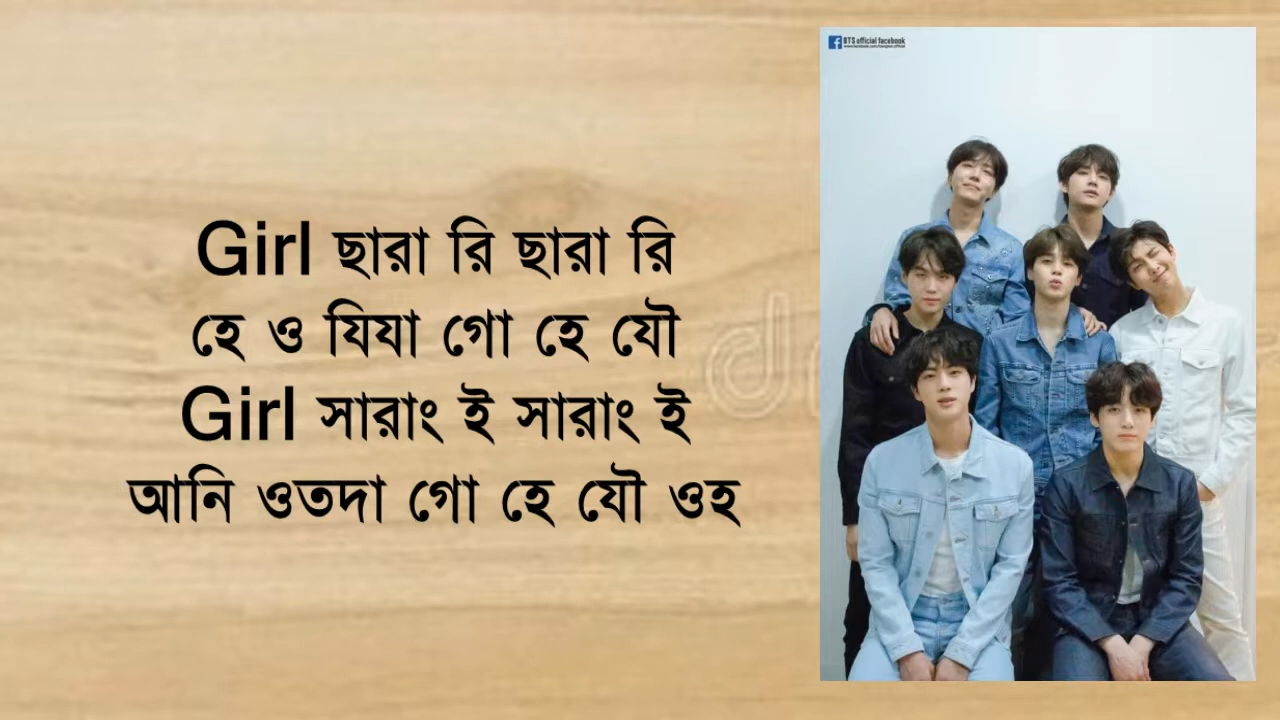 Girl ছারা রি ছারা রি
হে ও যিযা গো হে যৌ
Girl সারাং ই সারাং ই
আনি ওতদা গো হে যৌ ওহ
BTS official facebook